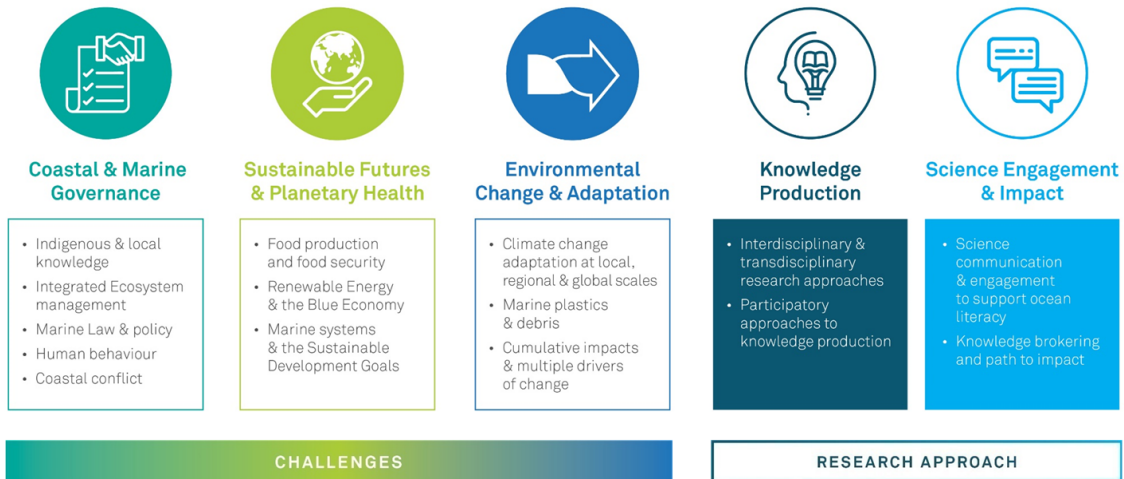 Coastal & Marine
Governance
• Indigenous & local
knowledge
• Integrated Ecosystem
management
• Marine Law & policy
• Human behaviour
• Coastal conflict
Sustainable Futures
& Planetary Health
• Food production
and food security
• Renewable Energy
& the Blue Economy
• Marine systems
& the Sustainable
Development Goals
Environmental
Change & Adaptation
• Climate change
adaptation at local,
regional & global scales
• Marine plastics
& debris
• Cumulative impacts
& multiple drivers
of change
Knowledge
Production
• Interdisciplinary &
transdisciplinary
research approaches
• Participatory
approaches to
knowledge production
Science Engagement
& Impact
• Science
communication
& engagement
to support ocean
literacy
• Knowledge brokering
and path to impact
CHALLENGES
RESEARCH APPROACH